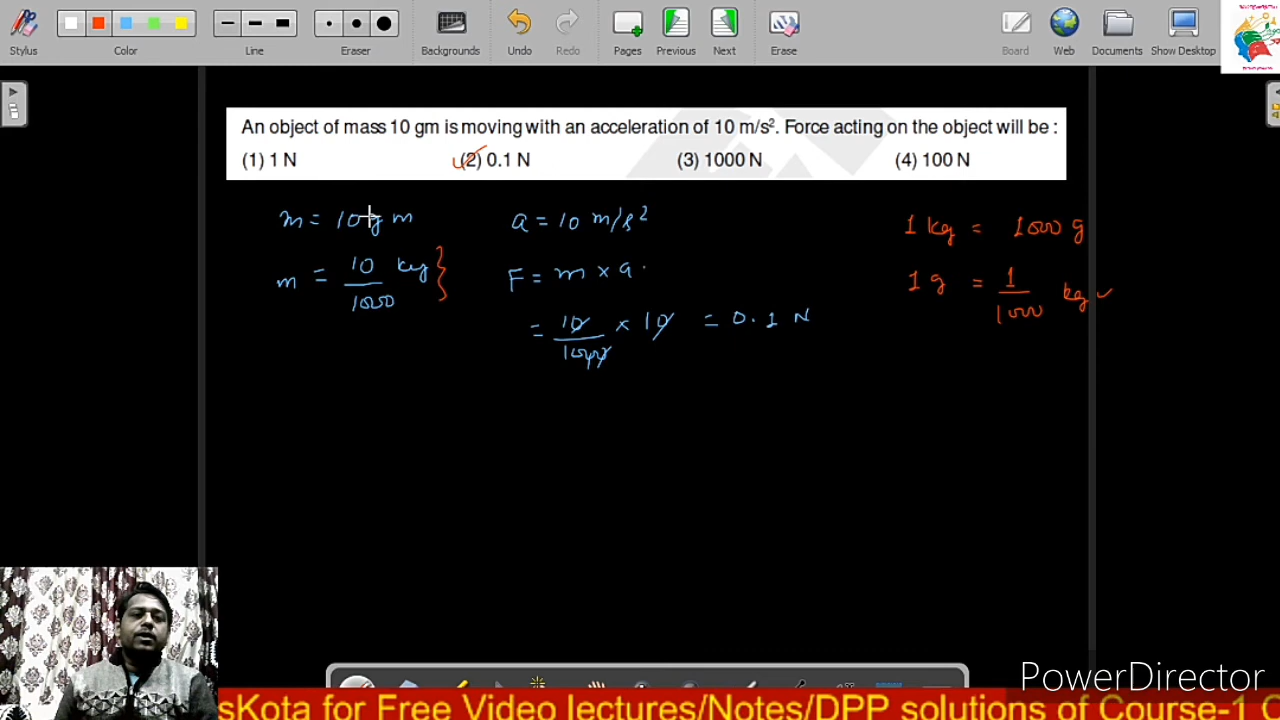 Stylus Color Line Eraser Backgrounds Undo Redo Pages Previous Next Erase Board Web Documents Show Desktop
An object of mass 10 gm is moving with an acceleration of 10 m/s². Force acting on the object will be :
(1) 1 N (2) 0.1 N (3) 1000 N (4) 100 N
m = 10 gm a = 10 m/s² 1 kg = 1000 g
m = 10/1000 kg } F = m × a. 1 g = 1/1000 kg
= 10/1000 × 10 = 0.1 N
PowerDirector
sKota for Free Video lectures/Notes/DPP solutions of Course-1 C